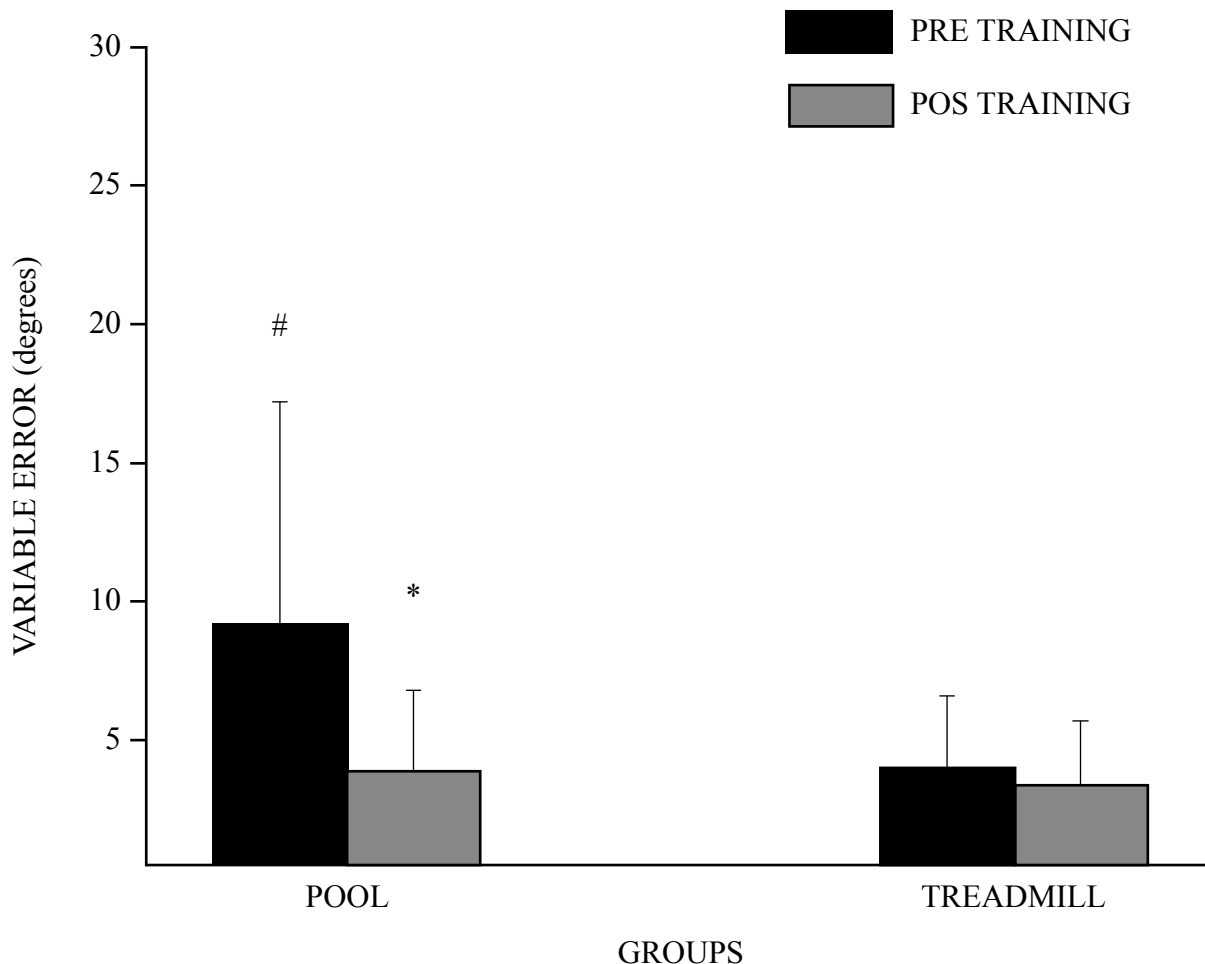 PRE TRAINING
POS TRAINING
30
25
20
15
10
5
VARIABLE ERROR (degrees)
#
*
POOL
TREADMILL
GROUPS